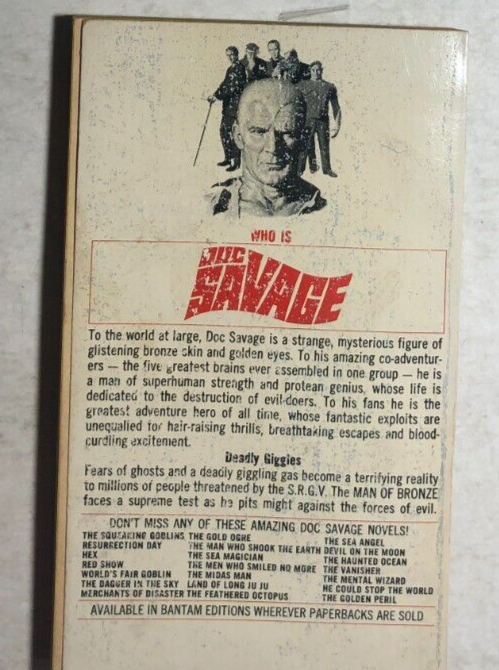 WHO IS
DOC
SAVAGE
To the world at large, Doc Savage is a strange, mysterious figure of
glistening bronze skin and golden eyes. To his amazing co-adventur-
ers — the five greatest brains ever assembled in one group — he is
a man of superhuman strength and protean genius, whose life is
dedicated to the destruction of evil-doers. To his fans he is the
greatest adventure hero of all time, whose fantastic exploits are
unequalled for hair-raising thrills, breathtaking escapes and blood-
curdling excitement.
Deadly Giggles
Fears of ghosts and a deadly giggling gas become a terrifying reality
to millions of people threatened by the S.R.G.V. The MAN OF BRONZE
faces a supreme test as he pits might against the forces of evil.
DON'T MISS ANY OF THESE AMAZING DOC SAVAGE NOVELS!
THE SQUEAKING GOBLINS THE GOLD OGRE THE SEA ANGEL
RESURRECTION DAY THE MAN WHO SHOOK THE EARTH DEVIL ON THE MOON
HEX THE SEA MAGICIAN THE HAUNTED OCEAN
RED SNOW THE MEN WHO SMILED NO MORE THE VANISHER
WORLD'S FAIR GOBLIN THE MIDAS MAN THE MENTAL WIZARD
THE DAGGER IN THE SKY LAND OF LONG JU JU HE COULD STOP THE WORLD
MERCHANTS OF DISASTER THE FEATHERED OCTOPUS THE GOLDEN PERIL
AVAILABLE IN BANTAM EDITIONS WHEREVER PAPERBACKS ARE SOLD